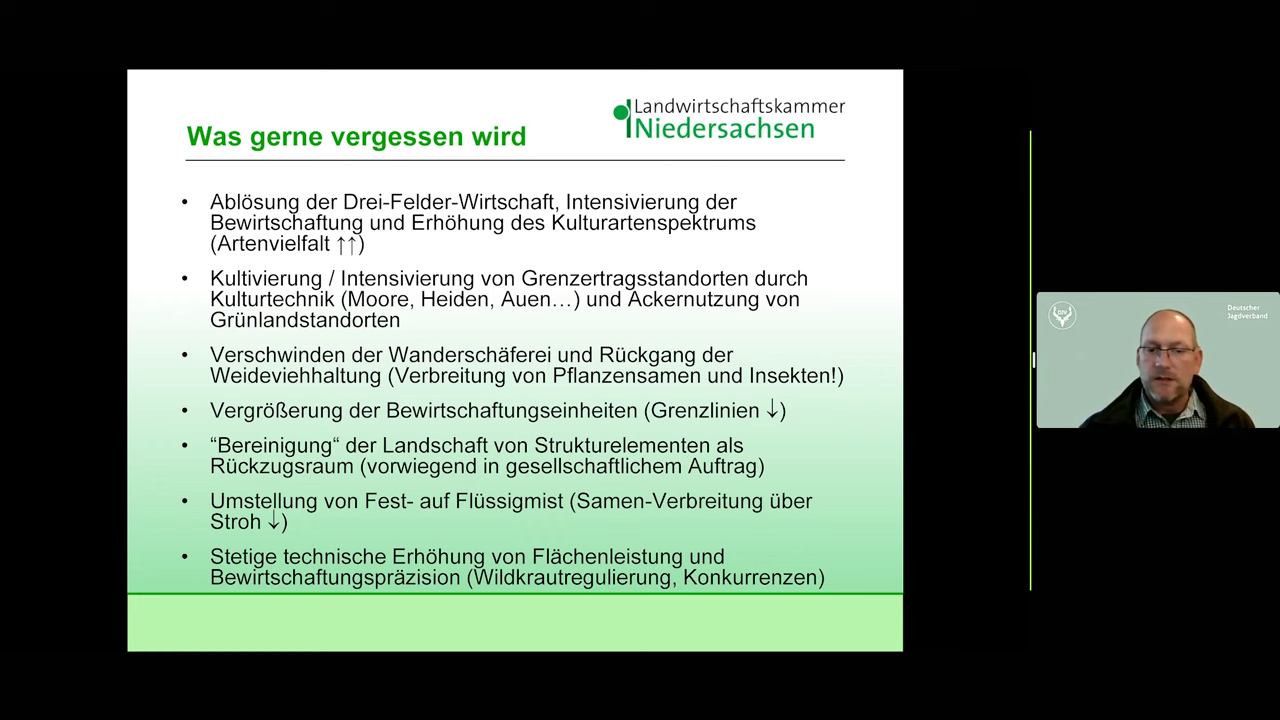 Landwirtschaftskammer
Niedersachsen
Was gerne vergessen wird
• Ablösung der Drei-Felder-Wirtschaft, Intensivierung der
Bewirtschaftung und Erhöhung des Kulturartenspektrums
(Artenvielfalt ↑↑)
• Kultivierung / Intensivierung von Grenzertragsstandorten durch
Kulturtechnik (Moore, Heiden, Auen…) und Ackernutzung von
Grünlandstandorten
• Verschwinden der Wanderschäferei und Rückgang der
Weideviehhaltung (Verbreitung von Pflanzensamen und Insekten!)
• Vergrößerung der Bewirtschaftungseinheiten (Grenzlinien ↓)
• “Bereinigung“ der Landschaft von Strukturelementen als
Rückzugsraum (vorwiegend in gesellschaftlichem Auftrag)
• Umstellung von Fest- auf Flüssigmist (Samen-Verbreitung über
Stroh ↓)
• Stetige technische Erhöhung von Flächenleistung und
Bewirtschaftungspräzision (Wildkrautregulierung, Konkurrenzen)
DJV
Deutscher
Jagdverband